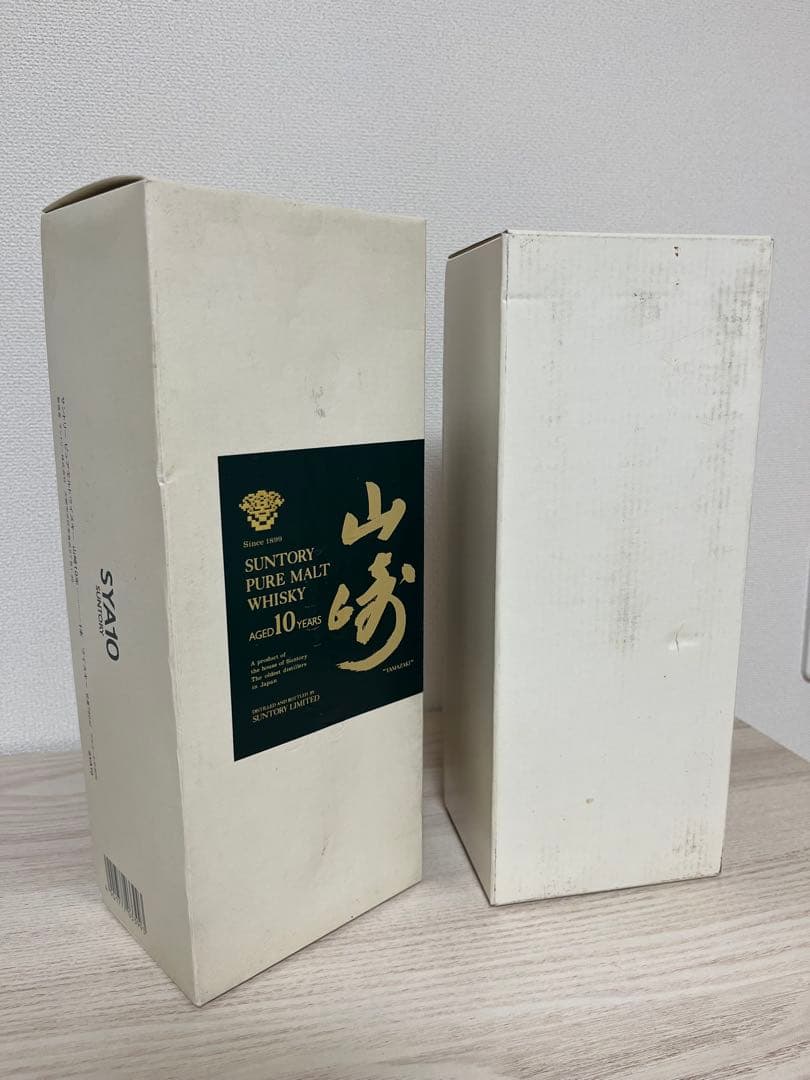 Since 1899
SUNTORY
PURE MALT
WHISKY
AGED 10 YEARS
A product of
the house of Suntory
The oldest distillers
in Japan
DISTILLED AND BOTTLED BY
SUNTORY LIMITED
山崎
"YAMAZAKI"
SYA10
SUNTORY